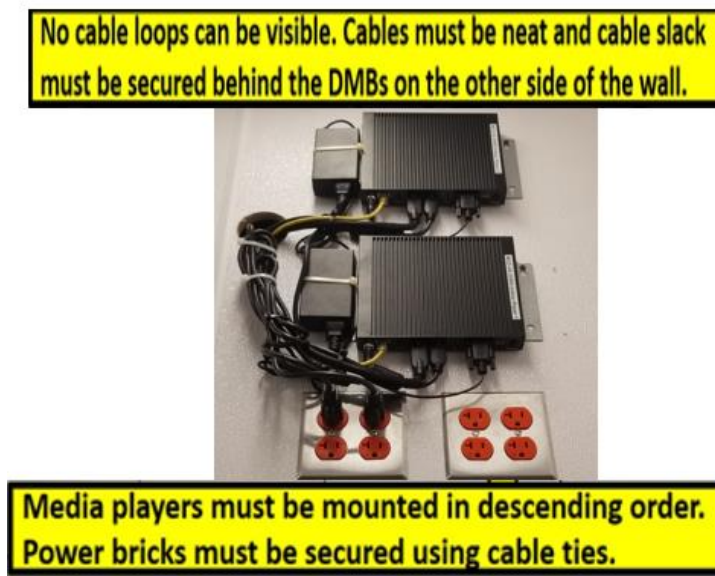 No cable loops can be visible. Cables must be neat and cable slack
must be secured behind the DMBs on the other side of the wall.
Media players must be mounted in descending order.
Power bricks must be secured using cable ties.